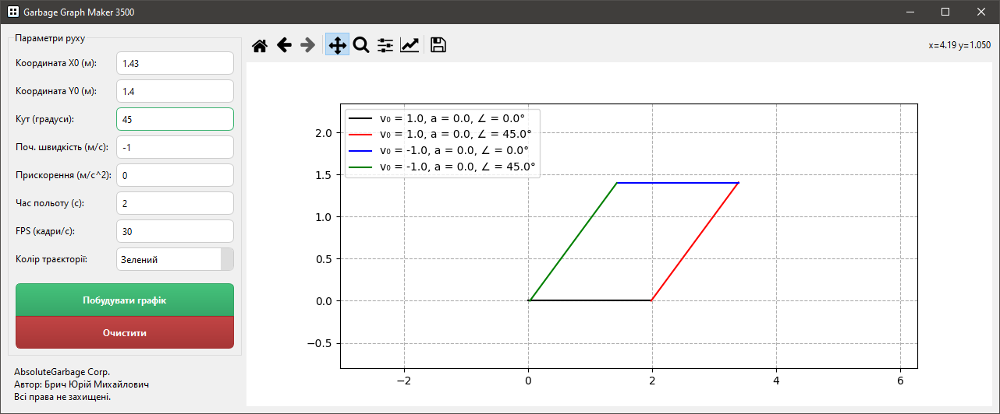 Garbage Graph Maker 3500
Параметри руху
Координата X0 (м): 1.43
Координата Y0 (м): 1.4
Кут (градуси): 45
Поч. швидкість (м/с): -1
Прискорення (м/с^2): 0
Час польоту (с): 2
FPS (кадри/с): 30
Колір траєкторії: Зелений
Побудувати графік
Очистити
AbsoluteGarbage Corp.
Автор: Брич Юрій Михайлович
Всі права не захищені.
x=4.19 y=1.050
v₀ = 1.0, a = 0.0, ∠ = 0.0°
v₀ = 1.0, a = 0.0, ∠ = 45.0°
v₀ = -1.0, a = 0.0, ∠ = 0.0°
v₀ = -1.0, a = 0.0, ∠ = 45.0°
2.0
1.5
1.0
0.5
0.0
−0.5
−2 0 2 4 6